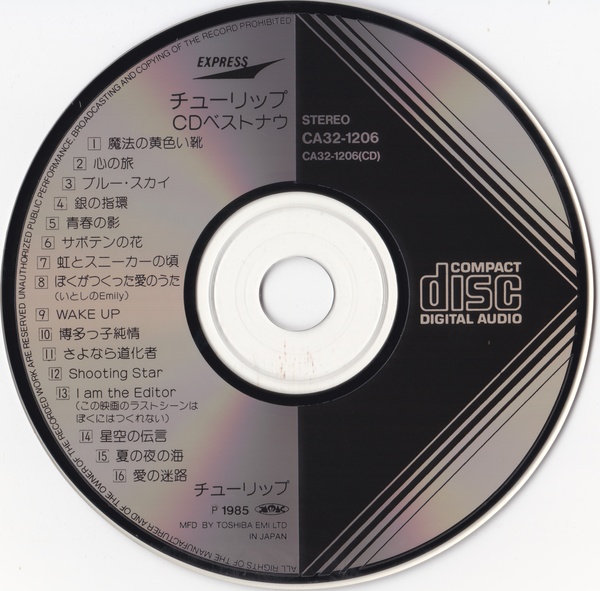 EXPRESS
チューリップ
CDベストナウ
1 魔法の黄色い靴
2 心の旅
3 ブルー・スカイ
4 銀の指環
5 青春の影
6 サボテンの花
7 虹とスニーカーの頃
8 ぼくがつくった愛のうた
(いとしのEmily)
9 WAKE UP
10 博多っ子純情
11 さよなら道化者
12 Shooting Star
13 I am the Editor
(この映画のラストシーンは
ぼくにはつくれない)
14 星空の伝言
15 夏の夜の海
16 愛の迷路
チューリップ
℗ 1985
MFD BY TOSHIBA EMI LTD
IN JAPAN
STEREO
CA32-1206
CA32-1206(CD)
COMPACT
disc
DIGITAL AUDIO
ALL RIGHTS OF THE MANUFACTURER AND OF THE OWNER OF THE RECORDED WORK ARE RESERVED UNAUTHORIZED PUBLIC PERFORMANCE, BROADCASTING AND COPYING OF THE RECORD PROHIBITED